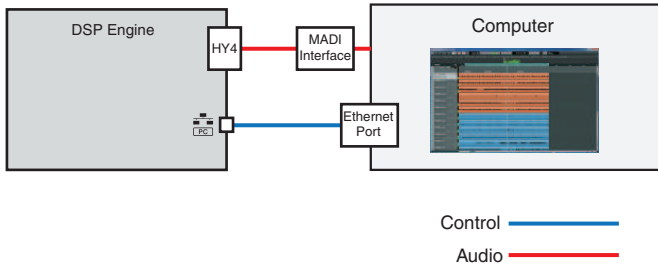 DSP Engine
HY4
MADI
Interface
Computer
PC
Ethernet
Port
Control
Audio